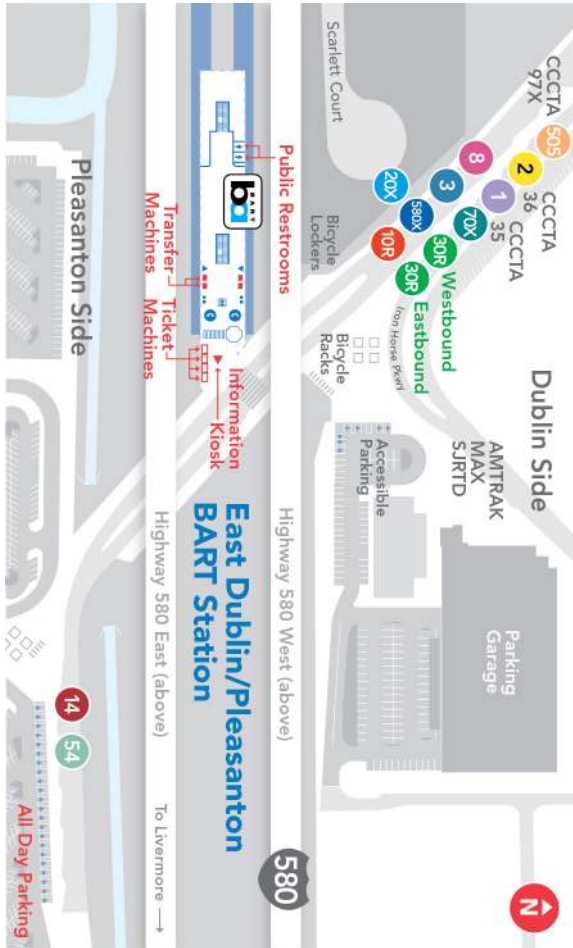 CCCTA
97X
505
2
CCCTA
36
1
CCCTA
35
8
3
70X
20X
580X
10R
30R
Westbound
30R
Eastbound
Dublin Side
AMTRAK
MAX
SJRTD
Iron Horse Pkwy
Scarlett Court
Bicycle
Lockers
Bicycle
Racks
Accessible
Parking
Parking
Garage
N
Public Restrooms
BART
ba
Transfer
Machines
Ticket
Machines
Information
Kiosk
Highway 580 West (above)
580
East Dublin/Pleasanton
BART Station
Highway 580 East (above)
To Livermore
Pleasanton Side
14
54
All Day Parking